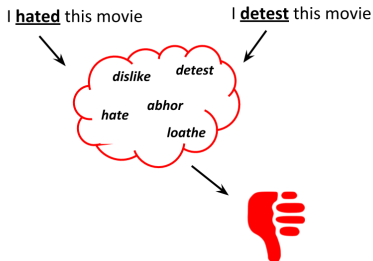 I hated this movie
I detest this movie
dislike
detest
abhor
hate
loathe